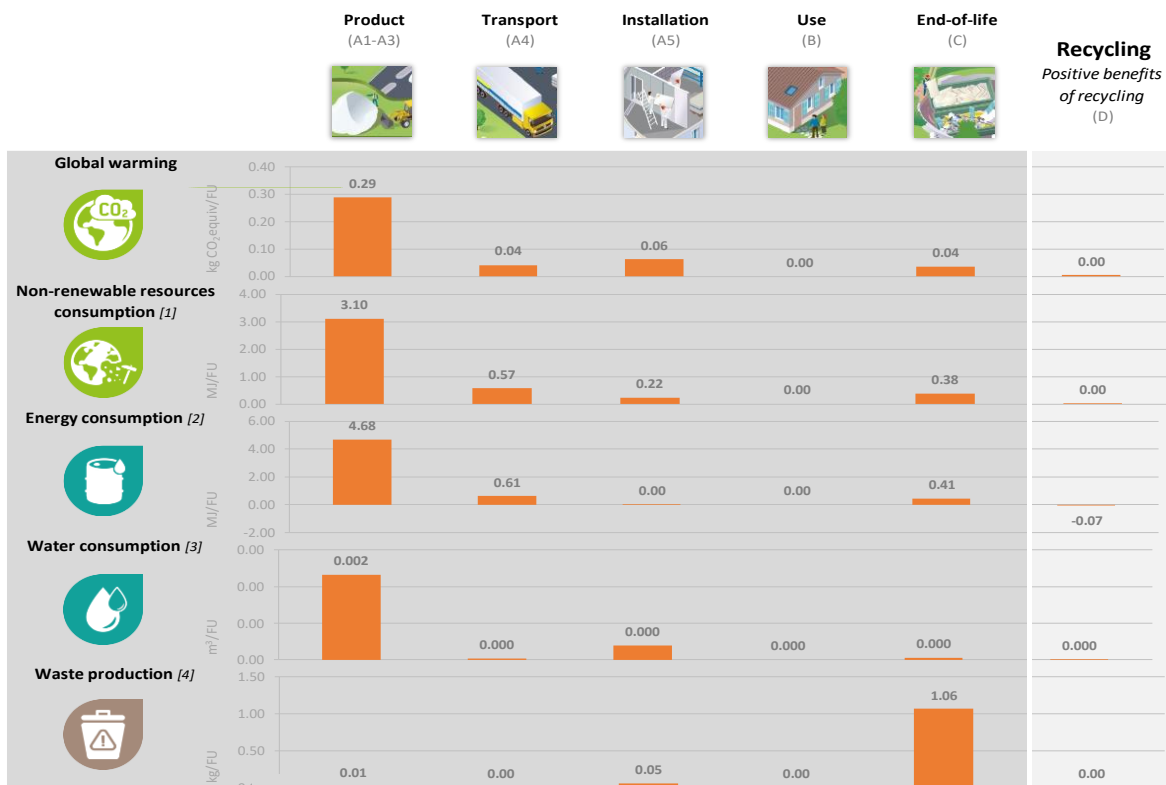 Product
(A1-A3)
Transport
(A4)
Installation
(A5)
Use
(B)
End-of-life
(C)
Recycling
Positive benefits
of recycling
(D)
Global warming
CO2
kg CO2equiv/FU
0.40
0.30
0.20
0.10
0.00
0.29
0.04
0.06
0.00
0.04
0.00
Non-renewable resources
consumption [1]
MJ/FU
4.00
3.00
2.00
1.00
0.00
3.10
0.57
0.22
0.00
0.38
0.00
Energy consumption [2]
MJ/FU
6.00
4.00
2.00
0.00
-2.00
4.68
0.61
0.00
0.00
0.41
-0.07
Water consumption [3]
m³/FU
0.00
0.00
0.00
0.00
0.002
0.000
0.000
0.000
0.000
0.000
Waste production [4]
kg/FU
1.50
1.00
0.50
0.01
0.00
0.05
0.00
1.06
0.00